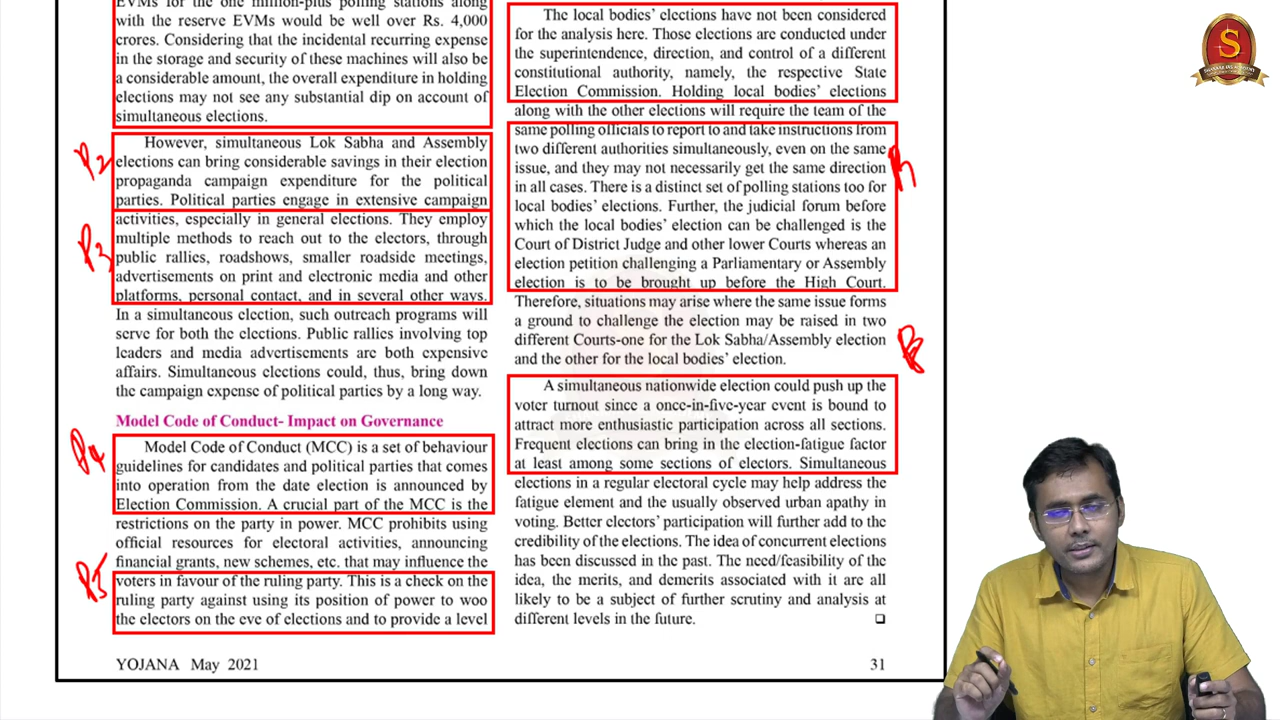 EVMs for the one million-plus polling stations along
with the reserve EVMs would be well over Rs. 4,000
crores. Considering that the incidental recurring expense
in the storage and security of these machines will also be
a considerable amount, the overall expenditure in holding
elections may not see any substantial dip on account of
simultaneous elections.
P2
However, simultaneous Lok Sabha and Assembly
elections can bring considerable savings in their election
propaganda campaign expenditure for the political
parties. Political parties engage in extensive campaign
P3
activities, especially in general elections. They employ
multiple methods to reach out to the electors, through
public rallies, roadshows, smaller roadside meetings,
advertisements on print and electronic media and other
platforms, personal contact, and in several other ways.
In a simultaneous election, such outreach programs will
serve for both the elections. Public rallies involving top
leaders and media advertisements are both expensive
affairs. Simultaneous elections could, thus, bring down
the campaign expense of political parties by a long way.
Model Code of Conduct- Impact on Governance
P4
Model Code of Conduct (MCC) is a set of behaviour
guidelines for candidates and political parties that comes
into operation from the date election is announced by
Election Commission. A crucial part of the MCC is the
restrictions on the party in power. MCC prohibits using
official resources for electoral activities, announcing
financial grants, new schemes, etc. that may influence the
P5
voters in favour of the ruling party. This is a check on the
ruling party against using its position of power to woo
the electors on the eve of elections and to provide a level
The local bodies' elections have not been considered
for the analysis here. Those elections are conducted under
the superintendence, direction, and control of a different
constitutional authority, namely, the respective State
Election Commission. Holding local bodies' elections
along with the other elections will require the team of the
same polling officials to report to and take instructions from
two different authorities simultaneously, even on the same
issue, and they may not necessarily get the same direction
in all cases. There is a distinct set of polling stations too for
local bodies' elections. Further, the judicial forum before
which the local bodies' election can be challenged is the
Court of District Judge and other lower Courts whereas an
election petition challenging a Parliamentary or Assembly
election is to be brought up before the High Court.
Therefore, situations may arise where the same issue forms
a ground to challenge the election may be raised in two
different Courts-one for the Lok Sabha/Assembly election
and the other for the local bodies' election.
A simultaneous nationwide election could push up the
voter turnout since a once-in-five-year event is bound to
attract more enthusiastic participation across all sections.
Frequent elections can bring in the election-fatigue factor
at least among some sections of electors. Simultaneous
elections in a regular electoral cycle may help address the
fatigue element and the usually observed urban apathy in
voting. Better electors' participation will further add to the
credibility of the elections. The idea of concurrent elections
has been discussed in the past. The need/feasibility of the
idea, the merits, and demerits associated with it are all
likely to be a subject of further scrutiny and analysis at
different levels in the future.
YOJANA May 2021
31
S